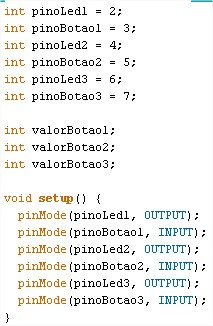 int pinoLed1 = 2;
int pinoBotao1 = 3;
int pinoLed2 = 4;
int pinoBotao2 = 5;
int pinoLed3 = 6;
int pinoBotao3 = 7;
int valorBotao1;
int valorBotao2;
int valorBotao3;
void setup() {
pinMode(pinoLed1, OUTPUT);
pinMode(pinoBotao1, INPUT);
pinMode(pinoLed2, OUTPUT);
pinMode(pinoBotao2, INPUT);
pinMode(pinoLed3, OUTPUT);
pinMode(pinoBotao3, INPUT);
}